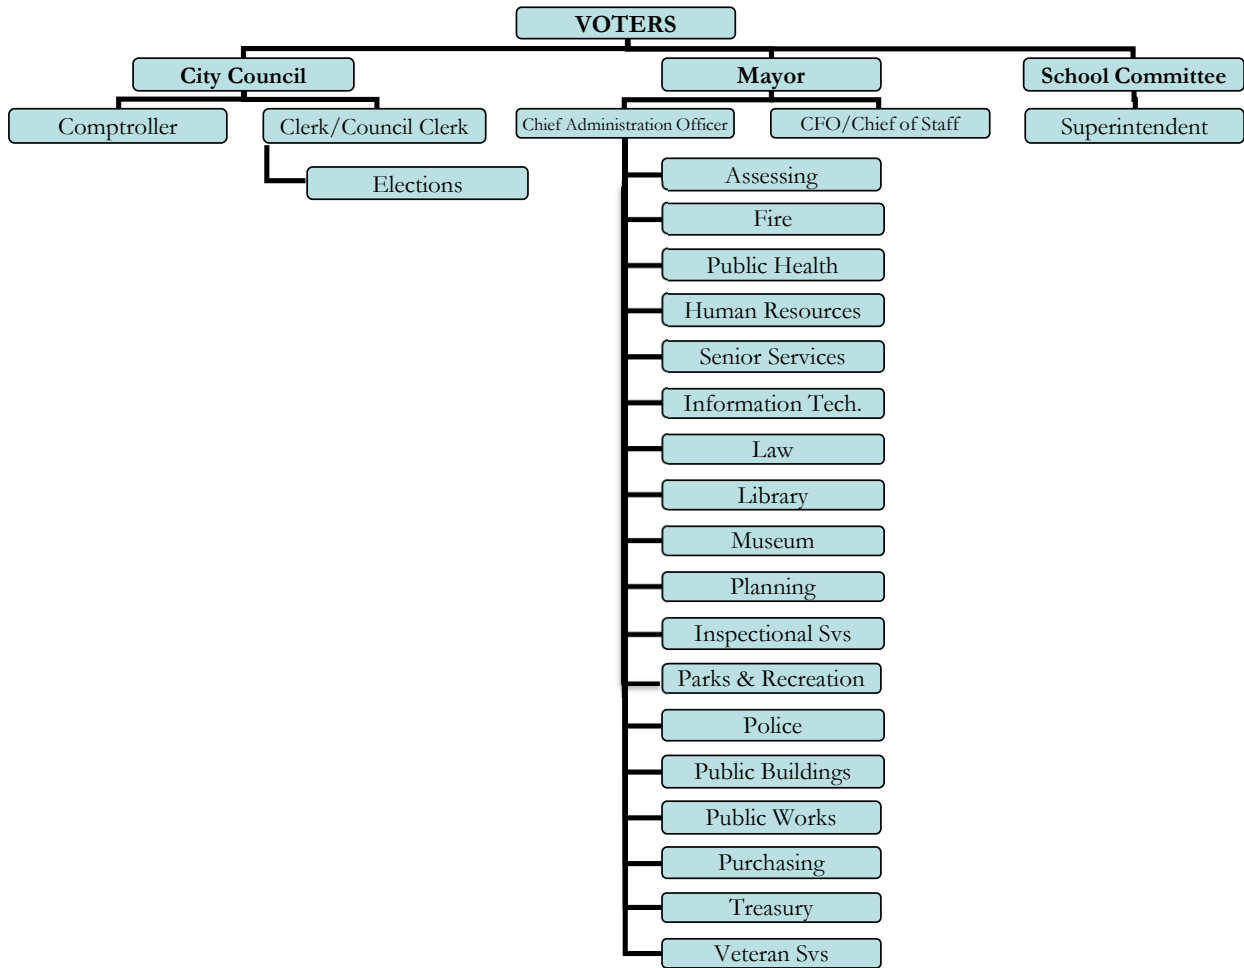 VOTERS
City Council
Mayor
School Committee
Comptroller
Clerk/Council Clerk
Chief Administration Officer
CFO/Chief of Staff
Superintendent
Elections
Assessing
Fire
Public Health
Human Resources
Senior Services
Information Tech.
Law
Library
Museum
Planning
Inspectional Svs
Parks & Recreation
Police
Public Buildings
Public Works
Purchasing
Treasury
Veteran Svs